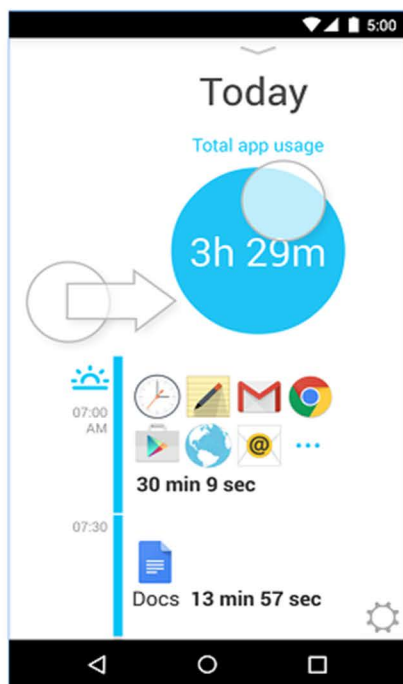 5:00
Today
Total app usage
3h 29m
07:00
AM
@
30 min 9 sec
07:30
Docs 13 min 57 sec